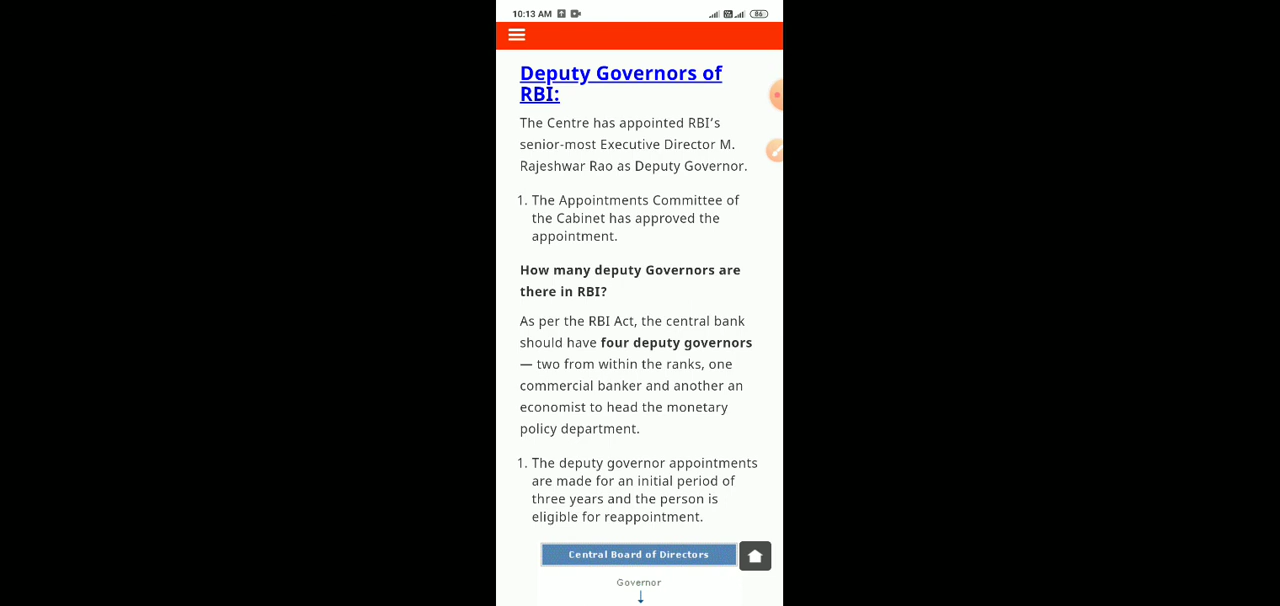 10:13 AM
86
Deputy Governors of
RBI:
The Centre has appointed RBI's
senior-most Executive Director M.
Rajeshwar Rao as Deputy Governor.
1. The Appointments Committee of
the Cabinet has approved the
appointment.
How many deputy Governors are
there in RBI?
As per the RBI Act, the central bank
should have four deputy governors
— two from within the ranks, one
commercial banker and another an
economist to head the monetary
policy department.
1. The deputy governor appointments
are made for an initial period of
three years and the person is
eligible for reappointment.
Central Board of Directors
Governor